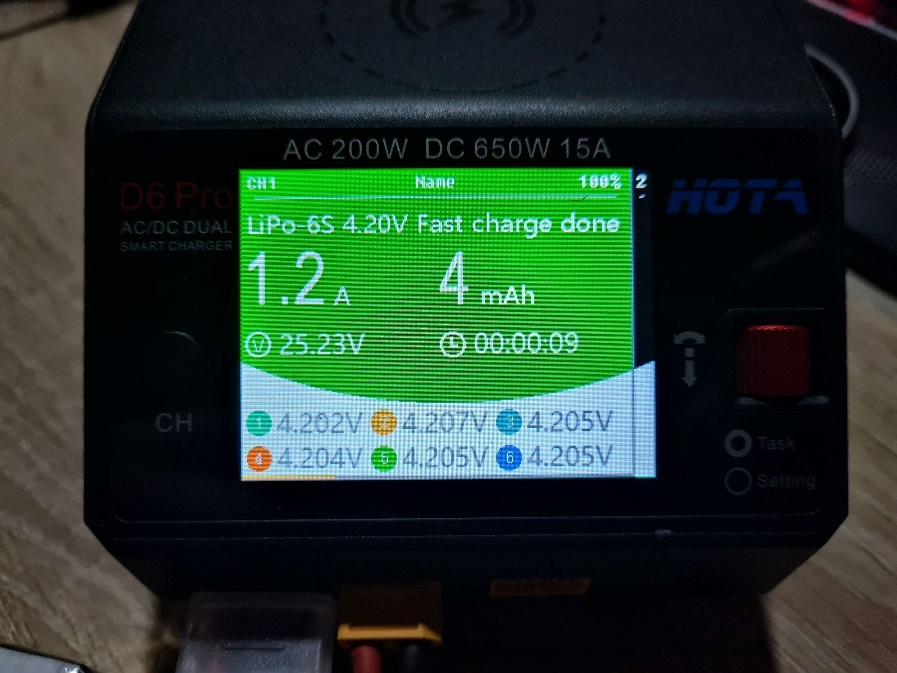 AC 200W DC 650W 15A
D6 Pro
AC/DC DUAL
SMART CHARGER
HOTA
CH1 Name 100% 2
LiPo-6S 4.20V Fast charge done
1.2 A 4 mAh
V 25.23V 00:00:09
1 4.202V 2 4.207V 3 4.205V
4 4.204V 5 4.205V 6 4.205V
CH
Task
Setting